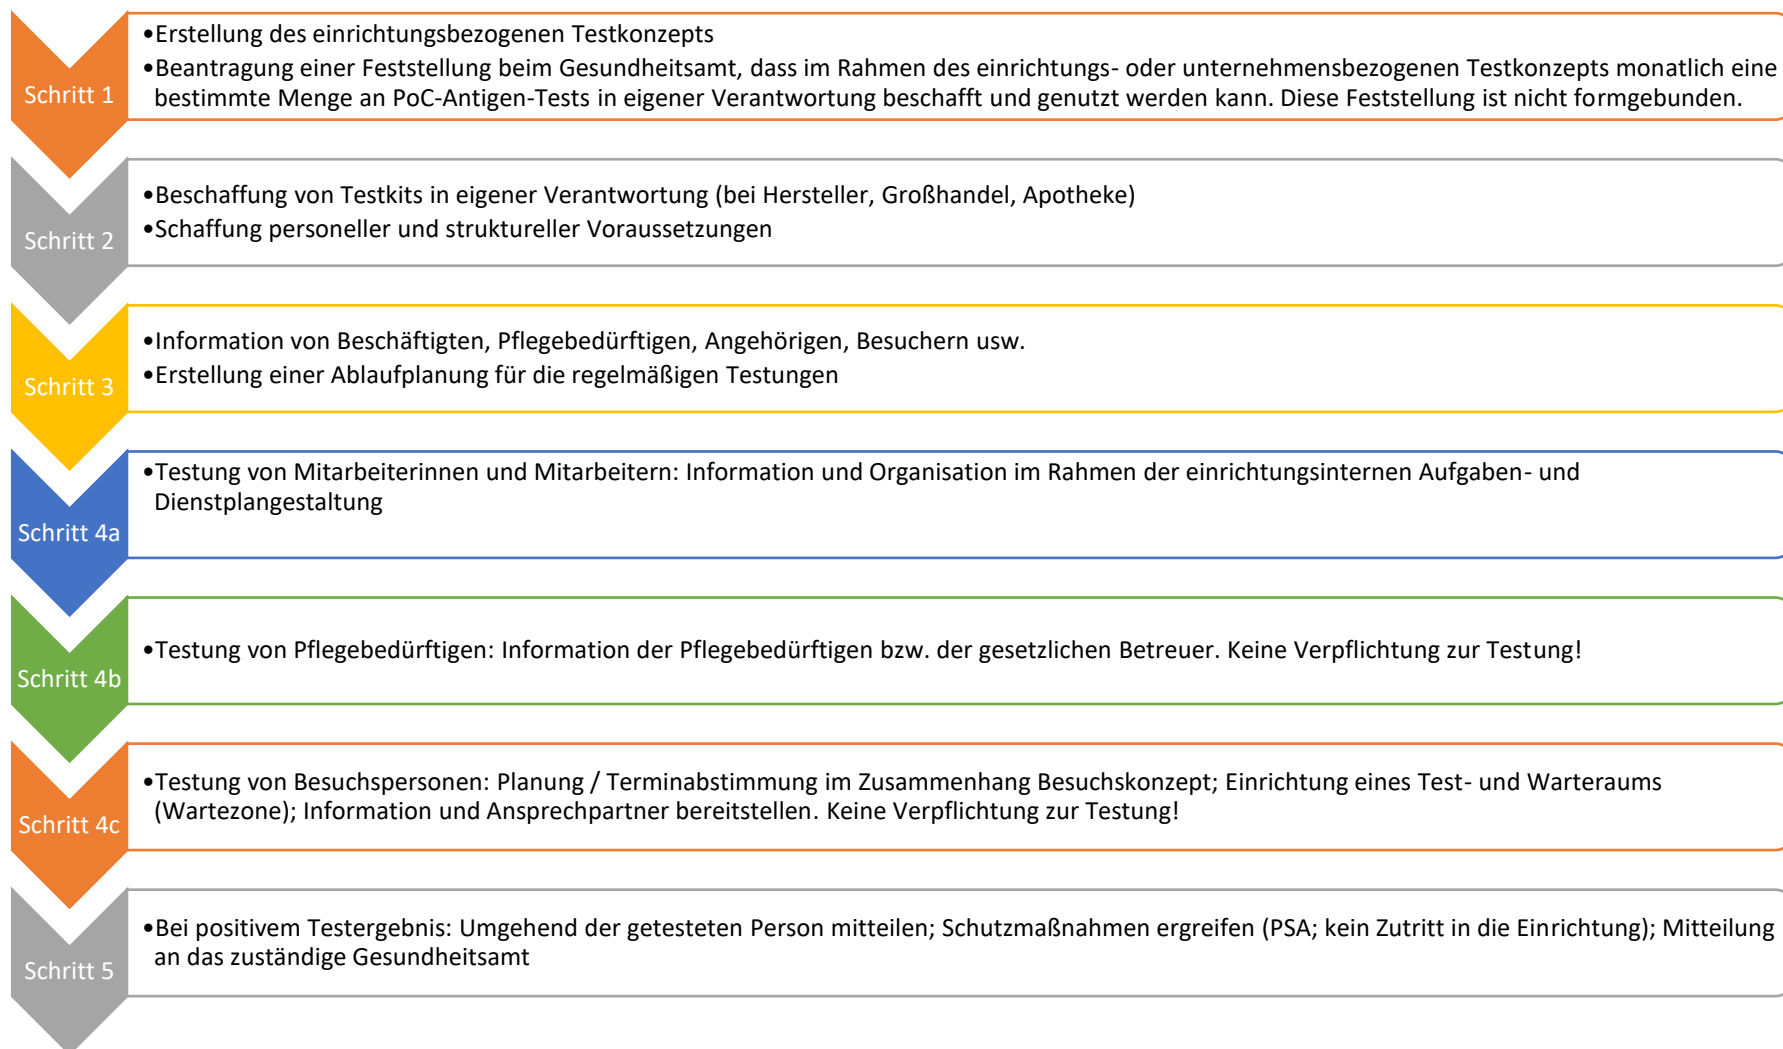 Schritt 1
•Erstellung des einrichtungsbezogenen Testkonzepts
•Beantragung einer Feststellung beim Gesundheitsamt, dass im Rahmen des einrichtungs- oder unternehmensbezogenen Testkonzepts monatlich eine
bestimmte Menge an PoC-Antigen-Tests in eigener Verantwortung beschafft und genutzt werden kann. Diese Feststellung ist nicht formgebunden.
Schritt 2
•Beschaffung von Testkits in eigener Verantwortung (bei Hersteller, Großhandel, Apotheke)
•Schaffung personeller und struktureller Voraussetzungen
Schritt 3
•Information von Beschäftigten, Pflegebedürftigen, Angehörigen, Besuchern usw.
•Erstellung einer Ablaufplanung für die regelmäßigen Testungen
Schritt 4a
•Testung von Mitarbeiterinnen und Mitarbeitern: Information und Organisation im Rahmen der einrichtungsinternen Aufgaben- und
Dienstplangestaltung
Schritt 4b
•Testung von Pflegebedürftigen: Information der Pflegebedürftigen bzw. der gesetzlichen Betreuer. Keine Verpflichtung zur Testung!
Schritt 4c
•Testung von Besuchspersonen: Planung / Terminabstimmung im Zusammenhang Besuchskonzept; Einrichtung eines Test- und Warteraums
(Wartezone); Information und Ansprechpartner bereitstellen. Keine Verpflichtung zur Testung!
Schritt 5
•Bei positivem Testergebnis: Umgehend der getesteten Person mitteilen; Schutzmaßnahmen ergreifen (PSA; kein Zutritt in die Einrichtung); Mitteilung
an das zuständige Gesundheitsamt